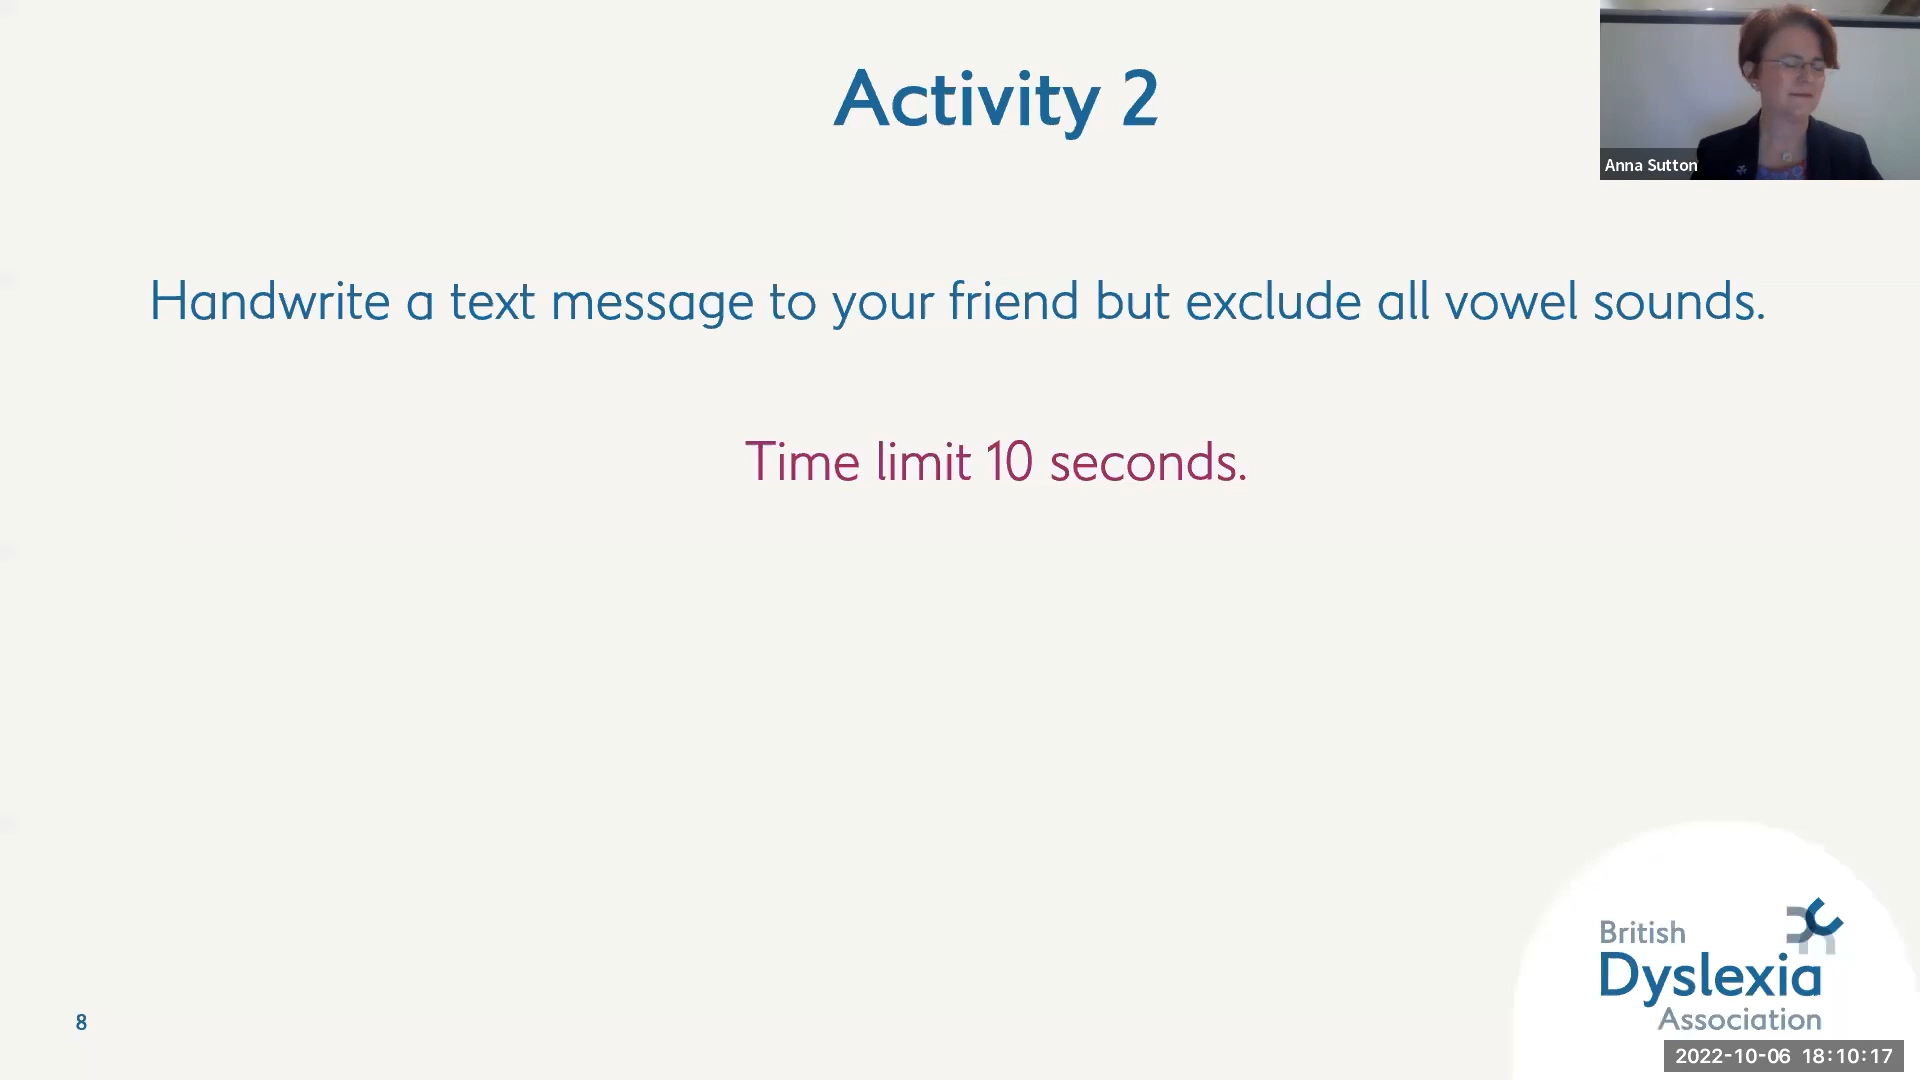 Activity 2
Anna Sutton
Handwrite a text message to your friend but exclude all vowel sounds.
Time limit 10 seconds.
British
Dyslexia
Association
8
2022-10-06 18:10:17